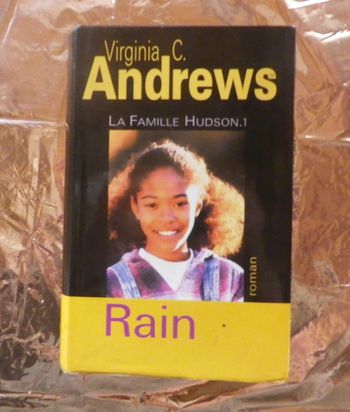 Virginia C.
Andrews
LA FAMILLE HUDSON.1
roman
Rain